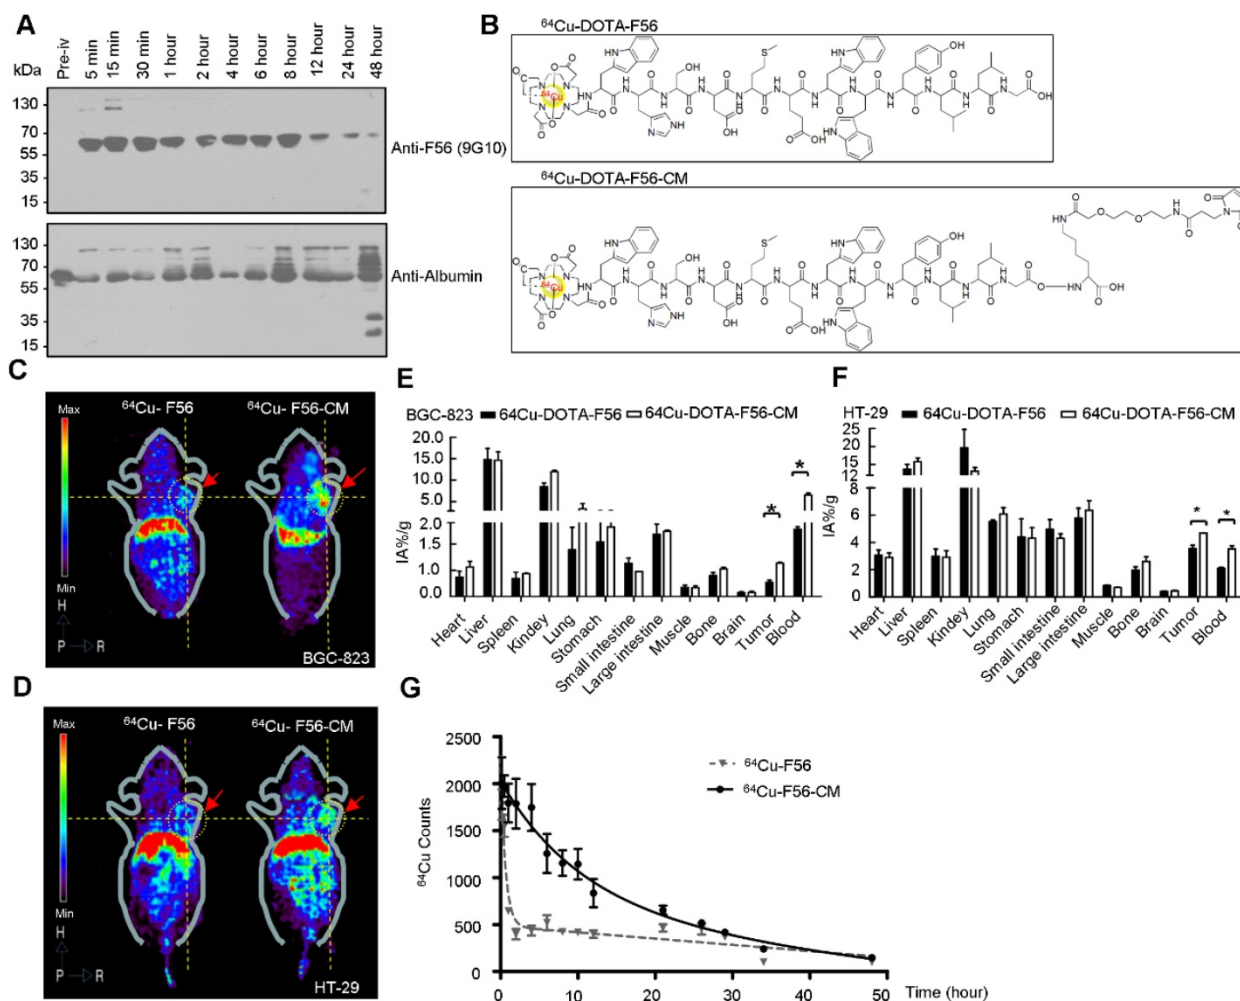 A
kDa
Pre-iv
5 min
15 min
30 min
1 hour
2 hour
4 hour
6 hour
8 hour
12 hour
24 hour
48 hour
130
70
55
35
15
Anti-F56 (9G10)
130
70
55
35
15
Anti-Albumin
B
64Cu-DOTA-F56
64Cu-DOTA-F56-CM
C
Max
Min
64Cu- F56
64Cu- F56-CM
H
P
R
BGC-823
D
Max
Min
64Cu- F56
64Cu- F56-CM
H
P
R
HT-29
E
BGC-823 64Cu-DOTA-F56 64Cu-DOTA-F56-CM
IA%/g
20.0
15.0
10.0
5.0
2.0
1.0
0.0
*
*
Heart
Liver
Spleen
Kindey
Lung
Stomach
Small intestine
Large intestine
Muscle
Bone
Brain
Tumor
Blood
F
HT-29 64Cu-DOTA-F56 64Cu-DOTA-F56-CM
IA%/g
25
12
6
4
2
0
*
*
Heart
Liver
Spleen
Kindey
Lung
Stomach
Small intestine
Large intestine
Muscle
Bone
Brain
Tumor
Blood
G
64Cu Counts
2500
2000
1500
1000
500
0
64Cu-F56
64Cu-F56-CM
0 10 20 30 40 50
Time (hour)